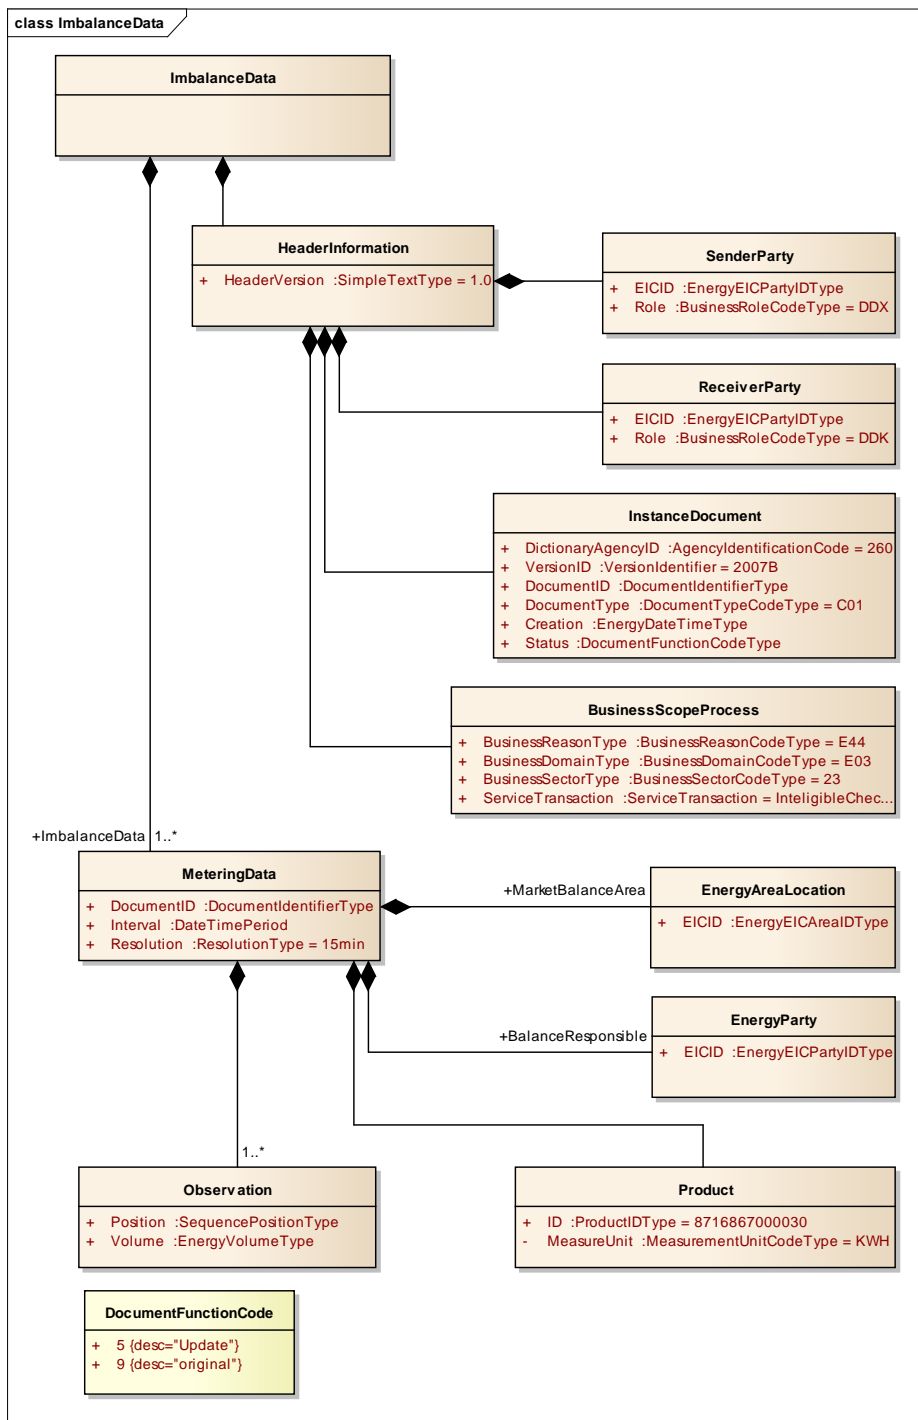 class ImbalanceData
ImbalanceData
HeaderInformation
+ HeaderVersion :SimpleTextType = 1.0
SenderParty
+ EICID :EnergyEICPartyIDType
+ Role :BusinessRoleCodeType = DDX
ReceiverParty
+ EICID :EnergyEICPartyIDType
+ Role :BusinessRoleCodeType = DDK
InstanceDocument
+ DictionaryAgencyID :AgencyIdentificationCode = 260
+ VersionID :VersionIdentifier = 2007B
+ DocumentID :DocumentIdentifierType
+ DocumentType :DocumentTypeCodeType = C01
+ Creation :EnergyDateTimeType
+ Status :DocumentFunctionCodeType
BusinessScopeProcess
+ BusinessReasonType :BusinessReasonCodeType = E44
+ BusinessDomainType :BusinessDomainCodeType = E03
+ BusinessSectorType :BusinessSectorCodeType = 23
+ ServiceTransaction :ServiceTransaction = InteligibleChec...
+ImbalanceData 1..*
MeteringData
+ DocumentID :DocumentIdentifierType
+ Interval :DateTimePeriod
+ Resolution :ResolutionType = 15min
+MarketBalanceArea
EnergyAreaLocation
+ EICID :EnergyEICAreaIDType
+BalanceResponsible
EnergyParty
+ EICID :EnergyEICPartyIDType
1..*
Observation
+ Position :SequencePositionType
+ Volume :EnergyVolumeType
Product
+ ID :ProductIDType = 8716867000030
- MeasureUnit :MeasurementUnitCodeType = KWH
DocumentFunctionCode
+ 5 {desc="Update"}
+ 9 {desc="original"}